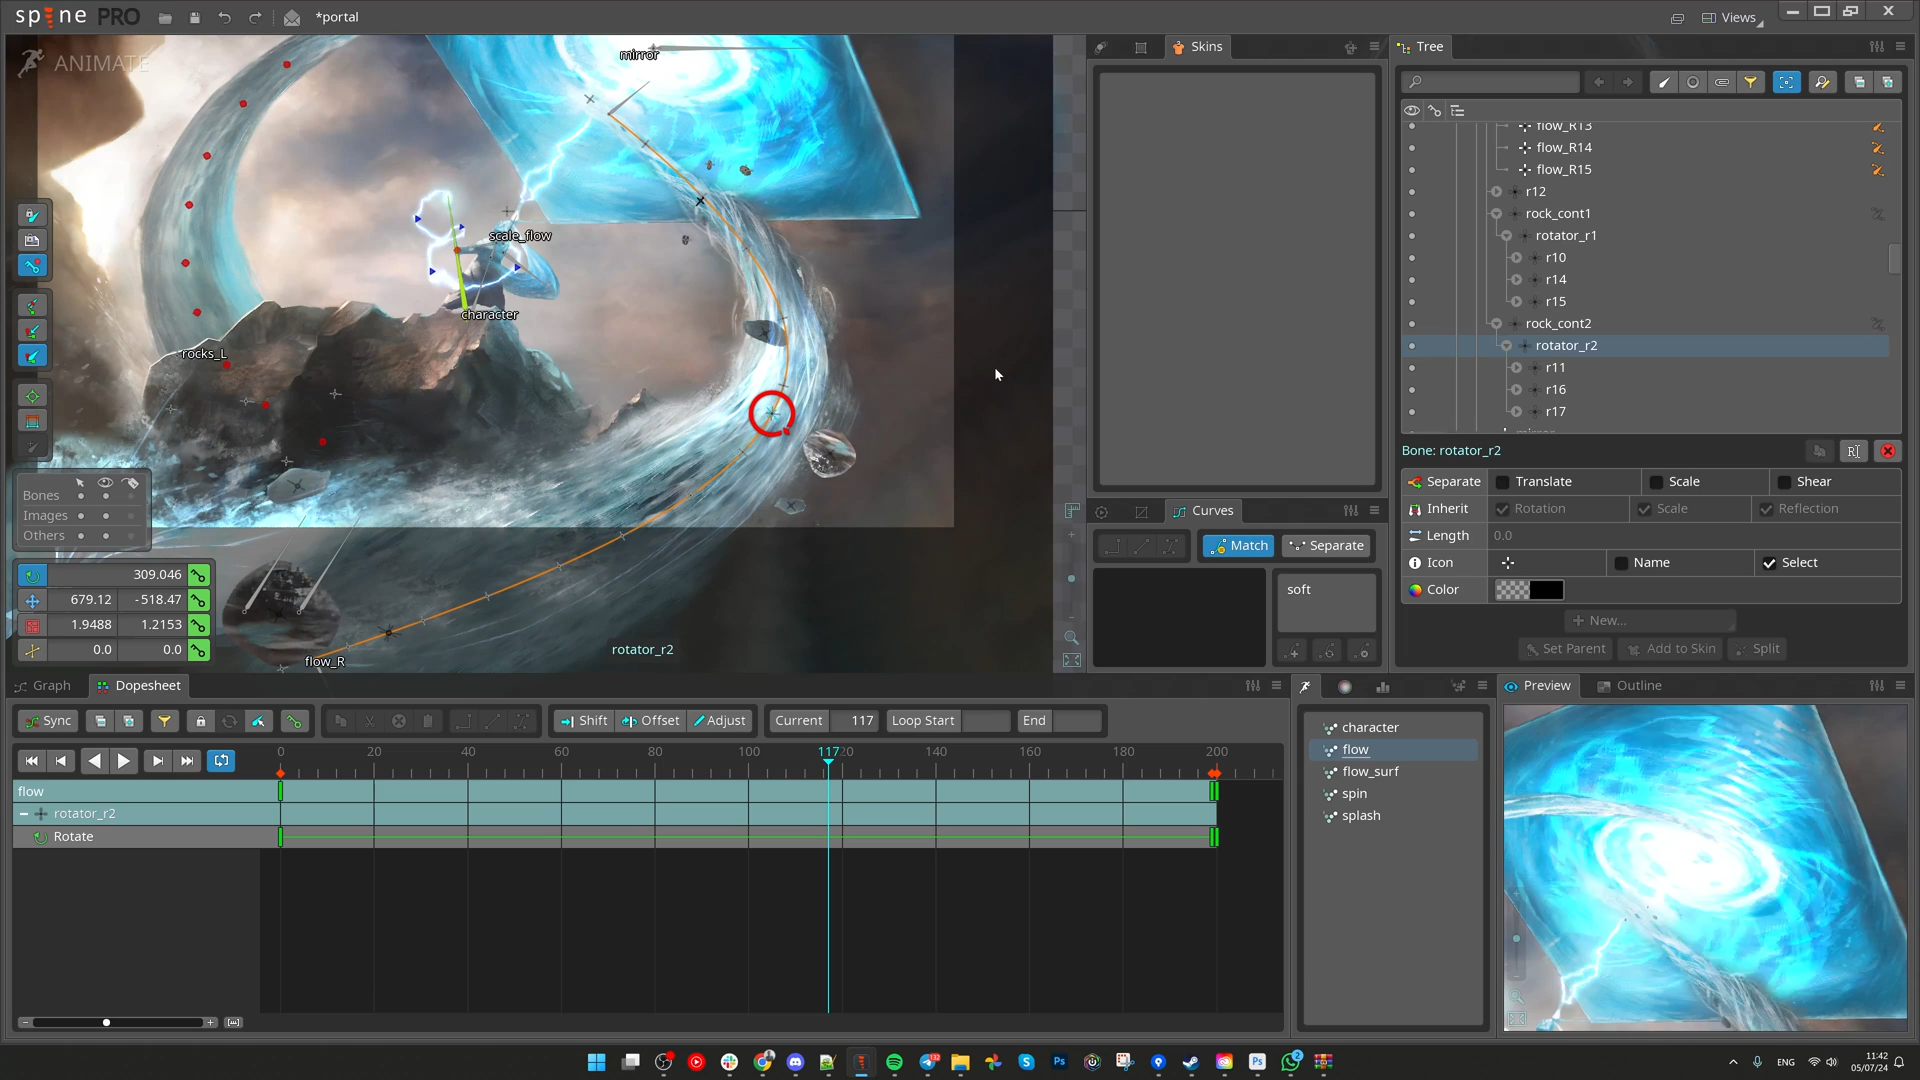 spine PRO
*portal
Views
ANIMATE
mirror
scale_flow
character
rocks_L
flow_R
rotator_r2
Bones
Images
Others
309.046
679.12 -518.47
1.9488 1.2153
0.0 0.0
Skins
Curves
Match Separate
soft
Tree
flow_R13
flow_R14
flow_R15
r12
rock_cont1
rotator_r1
r10
r14
r15
rock_cont2
rotator_r2
r11
r16
r17
Bone: rotator_r2
Separate Translate Scale Shear
Inherit Rotation Scale Reflection
Length 0.0
Icon Name Select
Color
+ New...
Set Parent Add to Skin Split
Graph Dopesheet
Sync Shift Offset Adjust Current 117 Loop Start End
0 20 40 60 80 100 117 140 160 180 200
flow
rotator_r2
Rotate
character
flow
flow_surf
spin
splash
Preview Outline
ENG
11:42
05/07/24